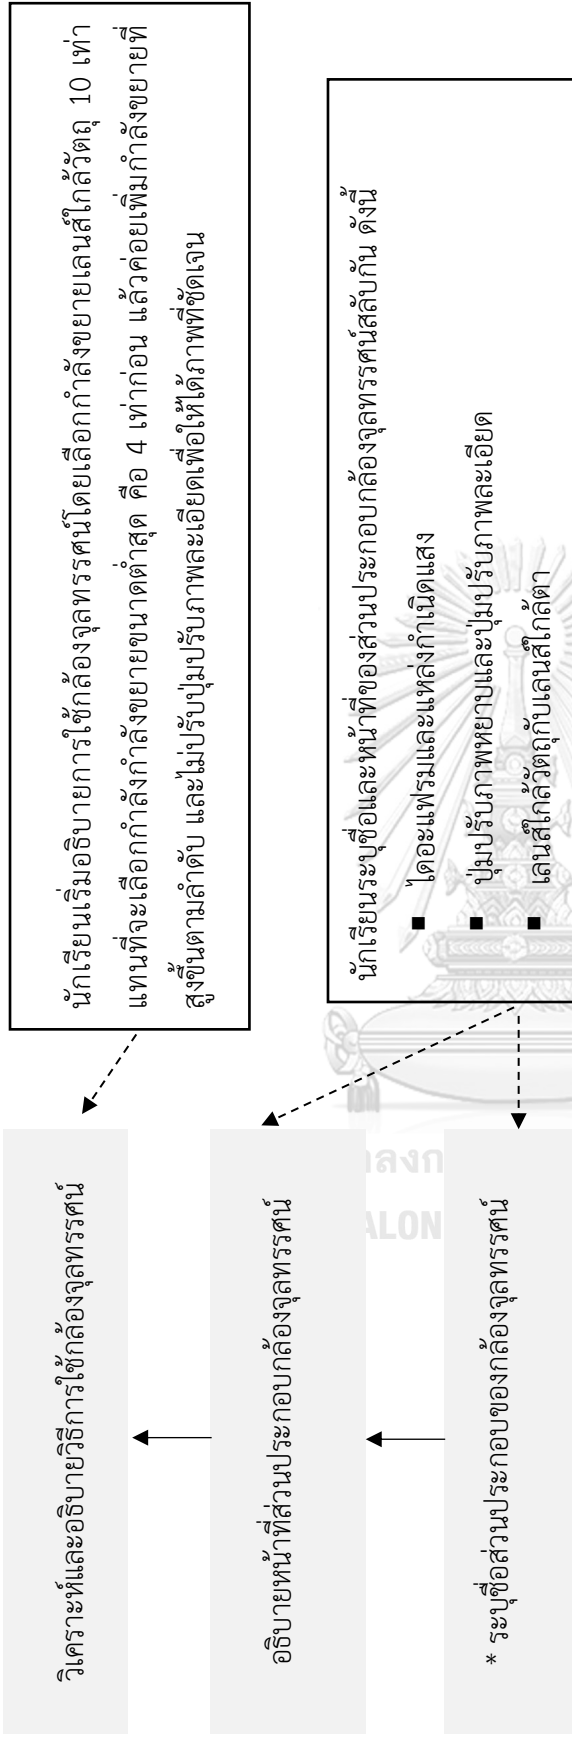 วิเคราะห์และอธิบายวิธีการใช้กล้องจุลทรรศน์
นักเรียนเริ่มอธิบายการใช้กล้องจุลทรรศน์โดยเลือกกำลังขยายเลนส์ใกล้วัตถุ 10 เท่า
แทนที่จะเลือกกำลังกำลังขยายขนาดต่ำสุด คือ 4 เท่าก่อน แล้วค่อยเพิ่มกำลังขยายที่
สูงขึ้นตามลำดับ และไม่ปรับปุ่มปรับภาพละเอียดเพื่อให้ได้ภาพที่ชัดเจน
อธิบายหน้าที่ส่วนประกอบกล้องจุลทรรศน์
* ระบุชื่อส่วนประกอบของกล้องจุลทรรศน์
นักเรียนระบุชื่อและหน้าที่ของส่วนประกอบกล้องจุลทรรศน์สลับกัน ดังนี้
▪ ไดอะแฟรมและแหล่งกำเนิดแสง
▪ ปุ่มปรับภาพหยาบและปุ่มปรับภาพละเอียด
▪ เลนส์ใกล้วัตถุกับเลนส์ใกล้ตา
าลงก
ALON